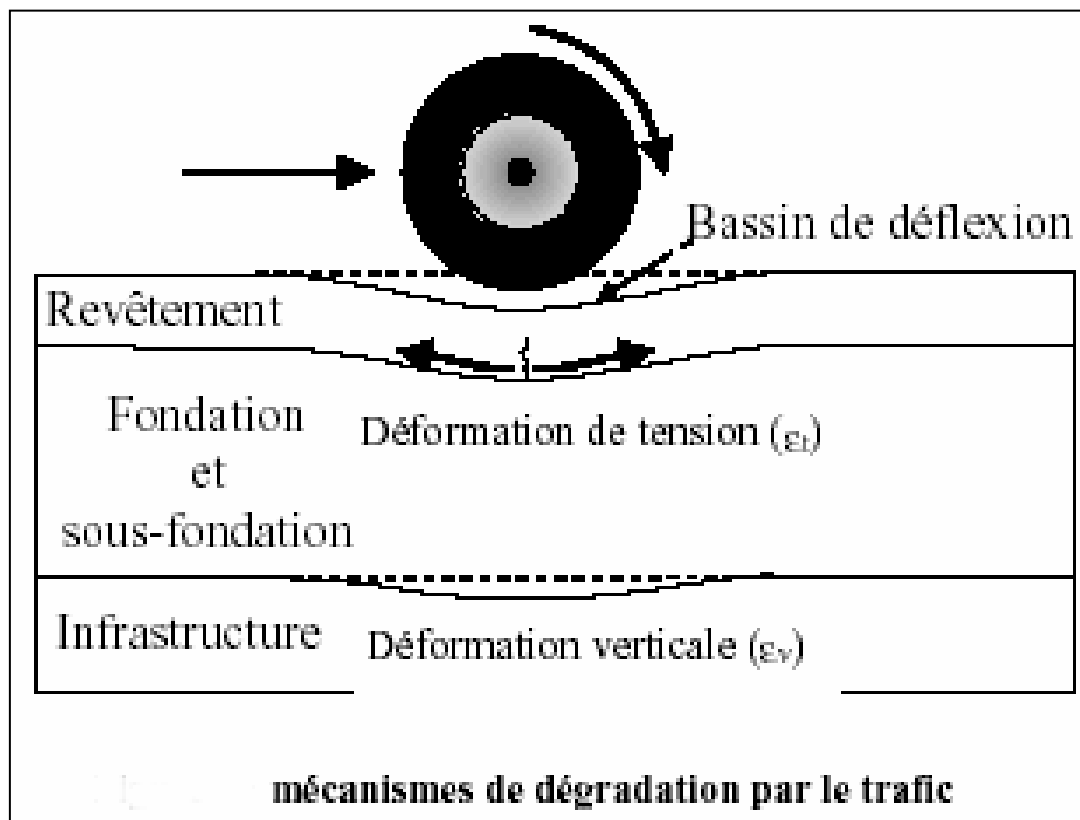 Bassin de déflexion
Revêtement
Fondation
et
sous-fondation
Déformation de tension (εt)
Infrastructure
Déformation verticale (εv)
mécanismes de dégradation par le trafic